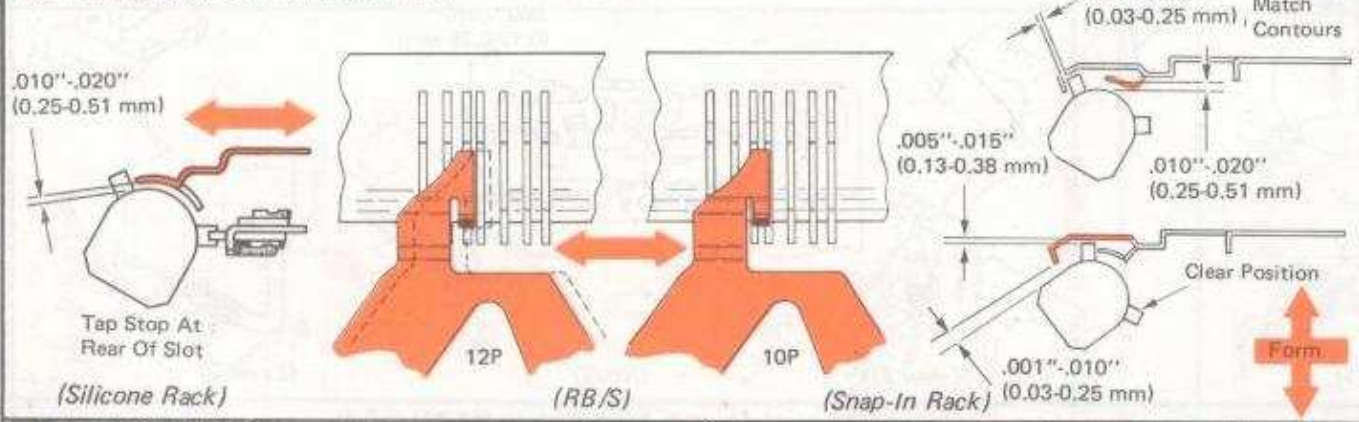 .010"-.020"
(0.25-0.51 mm)
Tap Stop At
Rear Of Slot
(Silicone Rack)
12P
(RB/S)
10P
(0.03-0.25 mm)
Match
Contours
.005"-.015"
(0.13-0.38 mm)
.010"-.020"
(0.25-0.51 mm)
Clear Position
.001"-.010"
(0.03-0.25 mm)
(Snap-In Rack)
Form